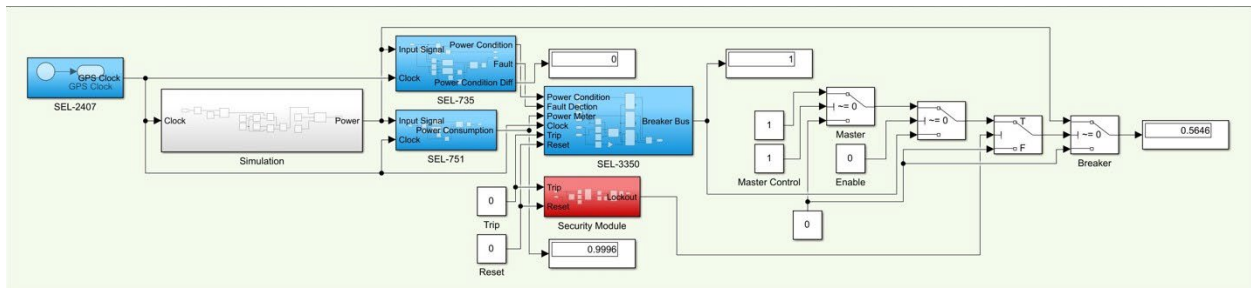 GPS Clock
GPS Clock
SEL-2407
Clock
Power
Simulation
Input Signal
Clock
Power Condition
Fault
Power Condition Diff
SEL-735
0
Input Signal
Clock
Power Consumption
SEL-751
Power Condition
Fault Dection
Power Meter
Clock
Trip
Reset
Breaker Bus
SEL-3350
1
0
Trip
0
Reset
Trip
Reset
Lockout
Security Module
0.9996
1
1
Master Control
~= 0
Master
0
Enable
~= 0
0
T
F
~= 0
Breaker
0.5646